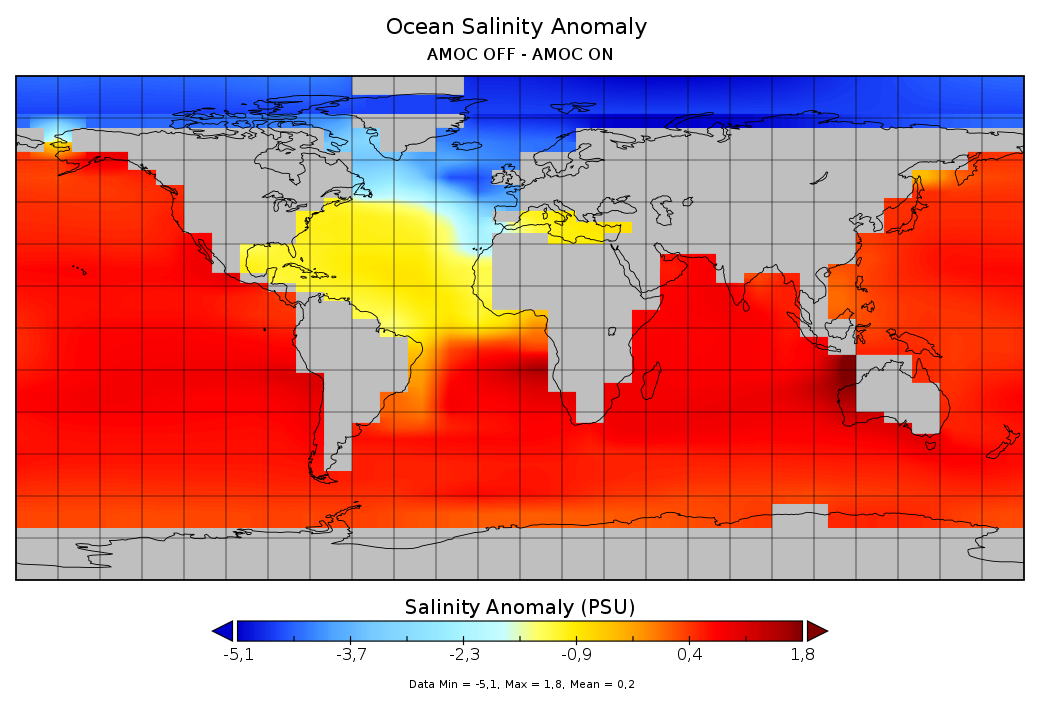 Ocean Salinity Anomaly
AMOC OFF - AMOC ON
Salinity Anomaly (PSU)
-5,1 -3,7 -2,3 -0,9 0,4 1,8
Data Min = -5,1, Max = 1,8, Mean = 0,2